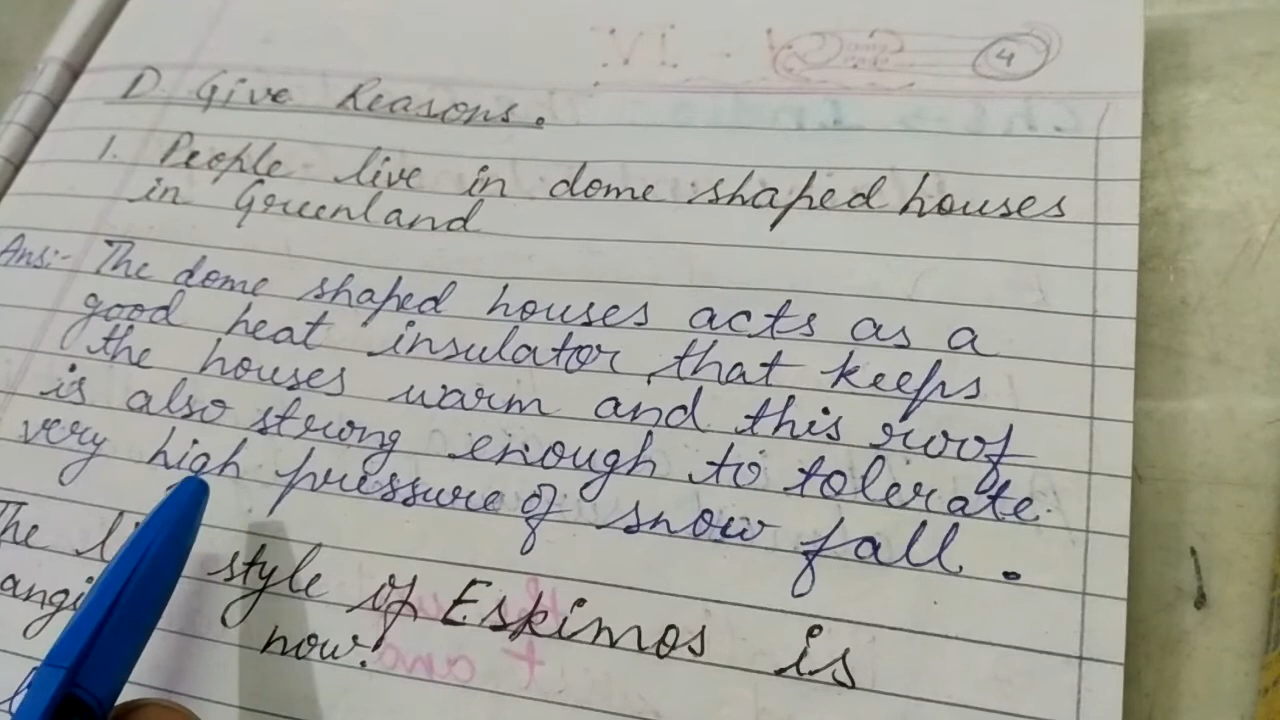 4
D. Give Reasons.
1. People live in dome shaped houses
in Greenland
Ans:- The dome shaped houses acts as a
good heat insulator that keeps
the houses warm and this roof
is also strong enough to tolerate
very high pressure of snow fall.
The style of Eskimos is
now!